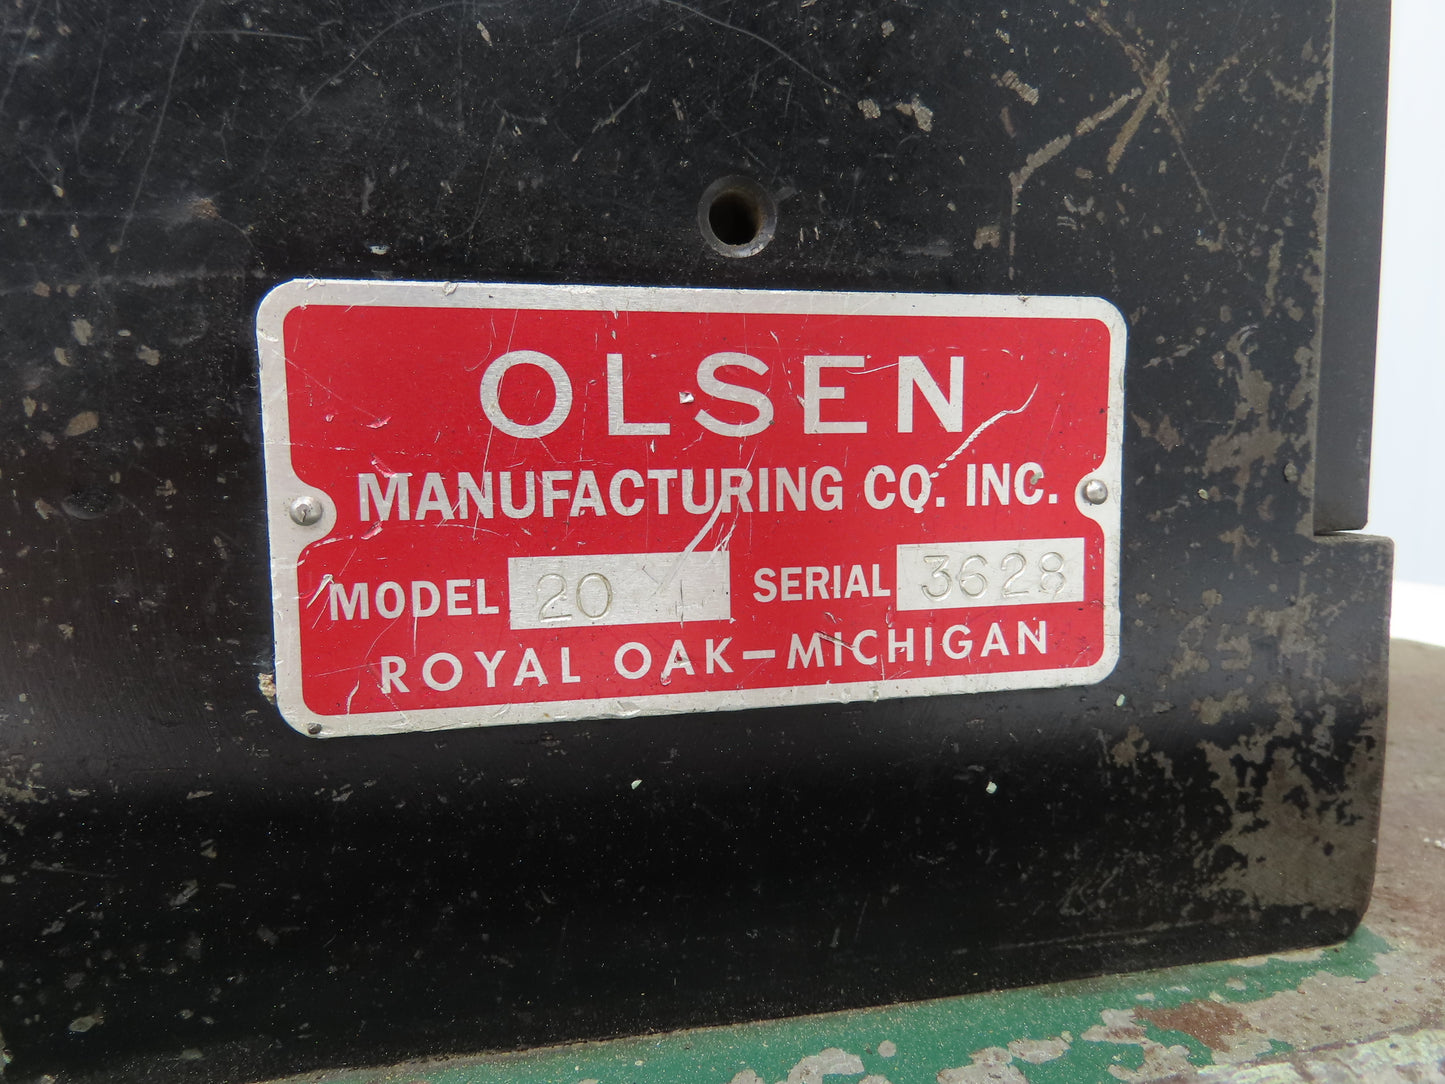 OLSEN
MANUFACTURING CO. INC.
MODEL 20 SERIAL 3628
ROYAL OAK—MICHIGAN